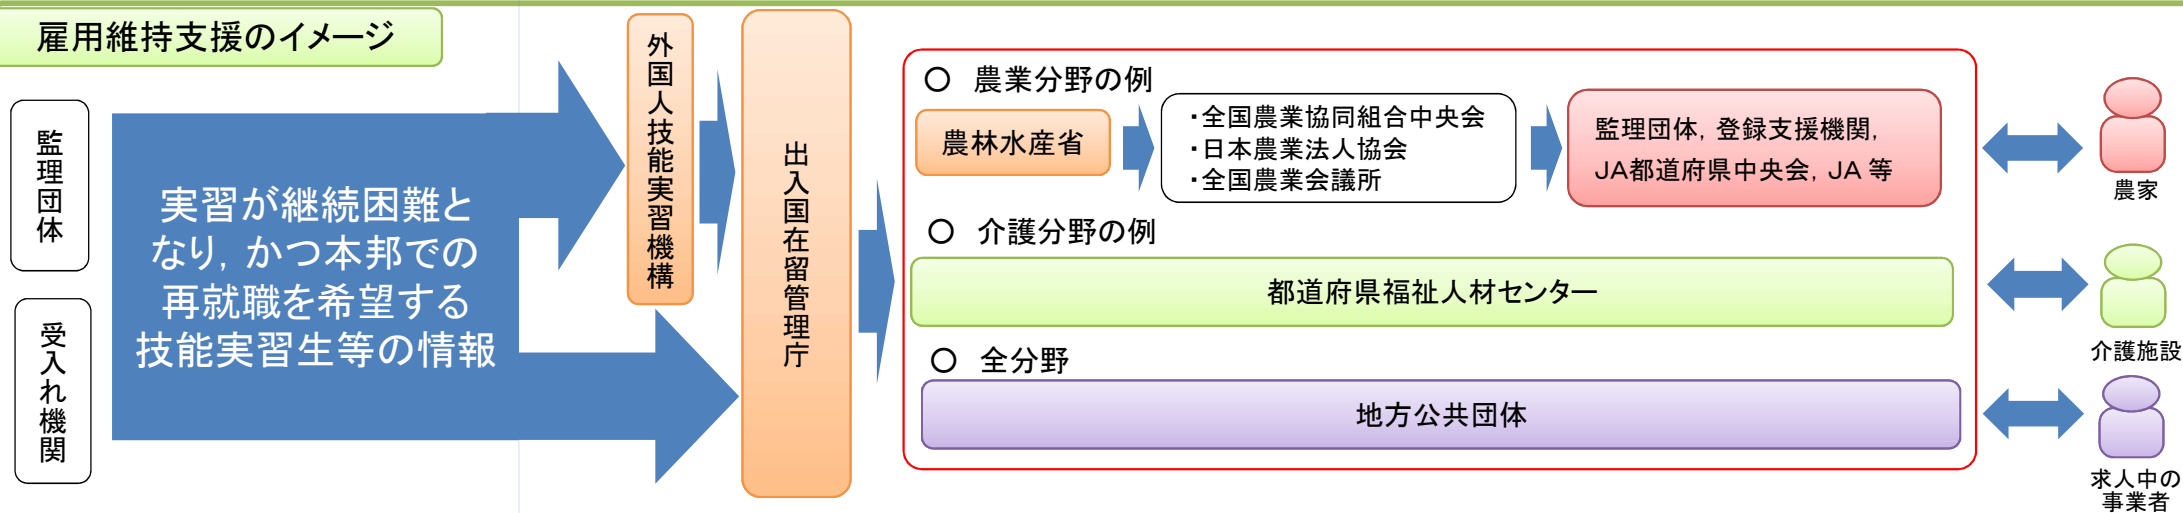 雇用維持支援のイメージ
監理団体
受入れ機関
実習が継続困難と
なり，かつ本邦での
再就職を希望する
技能実習生等の情報
外国人技能実習機構
出入国在留管理庁
○　農業分野の例
農林水産省
・全国農業協同組合中央会
・日本農業法人協会
・全国農業会議所
監理団体，登録支援機関，
JA都道府県中央会，JA 等
農家
○　介護分野の例
都道府県福祉人材センター
介護施設
○　全分野
地方公共団体
求人中の
事業者